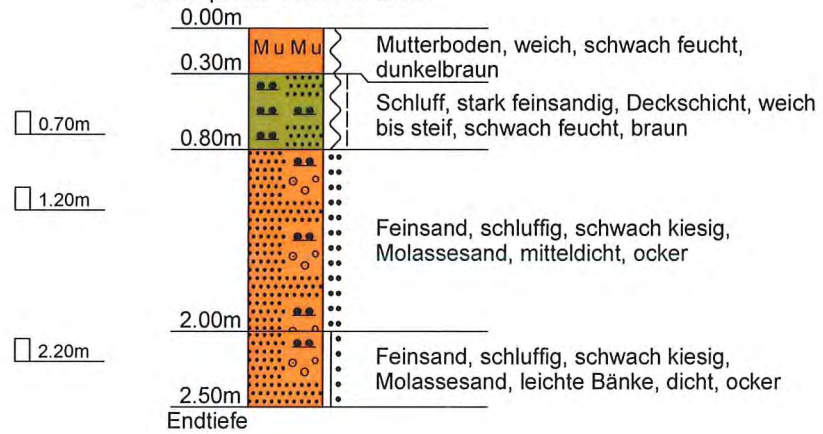 0.00m
Mu Mu
Mutterboden, weich, schwach feucht,
dunkelbraun
0.30m
Schluff, stark feinsandig, Deckschicht, weich
bis steif, schwach feucht, braun
0.70m
0.80m
1.20m
Feinsand, schluffig, schwach kiesig,
Molassesand, mitteldicht, ocker
2.00m
2.20m
Feinsand, schluffig, schwach kiesig,
Molassesand, leichte Bänke, dicht, ocker
2.50m
Endtiefe